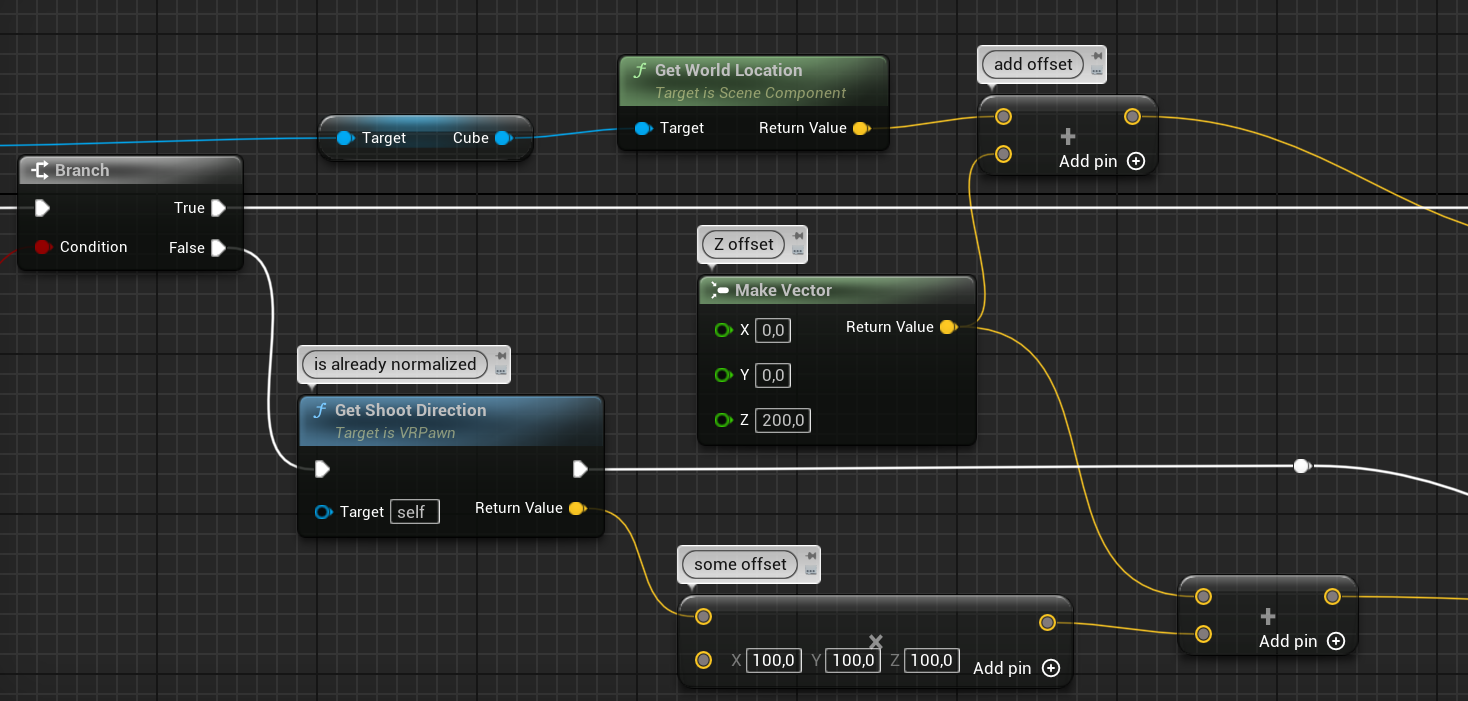 add offset
Get World Location
Target is Scene Component
Target Return Value
Add pin
Target Cube
Branch
True
Condition False
Z offset
Make Vector
X 0,0 Return Value
Y 0,0
Z 200,0
is already normalized
Get Shoot Direction
Target is VRPawn
Target self Return Value
some offset
X 100,0 Y 100,0 Z 100,0 Add pin
Add pin